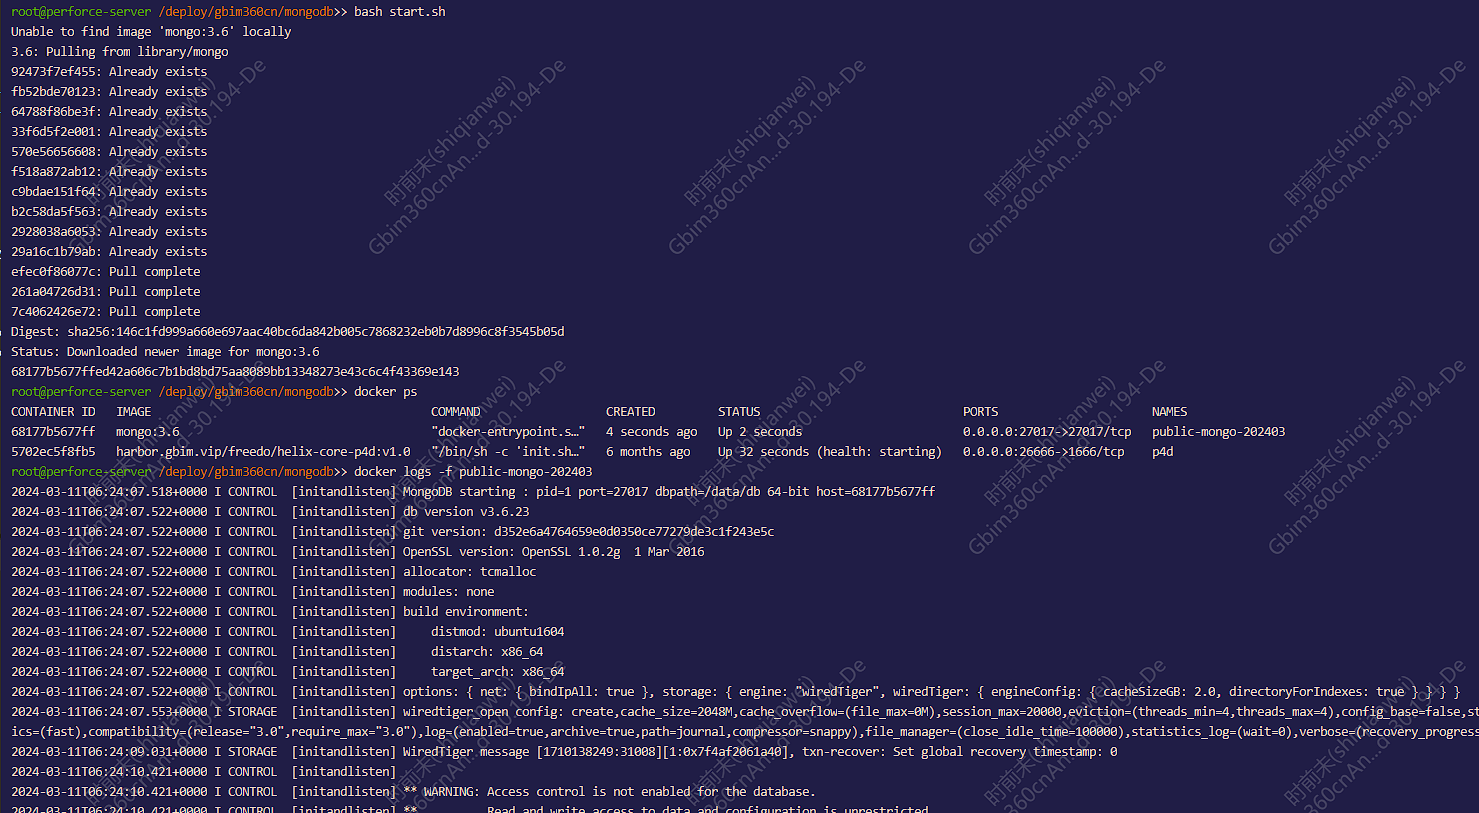 root@perforce-server /deploy/gbim360cn/mongodb>> bash start.sh
Unable to find image 'mongo:3.6' locally
3.6: Pulling from library/mongo
92473f7ef455: Already exists
fb52bde70123: Already exists
64788f86be3f: Already exists
33f6d5f2e001: Already exists
570e56656608: Already exists
f518a872ab12: Already exists
c9bdae151f64: Already exists
b2c58da5f563: Already exists
2928038a6053: Already exists
29a16c1b79ab: Already exists
efec0f86077c: Pull complete
261a04726d31: Pull complete
7c4062426e72: Pull complete
Digest: sha256:146c1fd999a660e697aac40bc6da842b005c7868232eb0b7d8996c8f3545b05d
Status: Downloaded newer image for mongo:3.6
68177b5677ffed42a606c7b1bd8bd75aa8089bb13348273e43c6c4f43369e143
root@perforce-server /deploy/gbim360cn/mongodb>> docker ps
CONTAINER ID IMAGE COMMAND CREATED STATUS PORTS NAMES
68177b5677ff mongo:3.6 "docker-entrypoint.s…" 4 seconds ago Up 2 seconds 0.0.0.0:27017->27017/tcp public-mongo-202403
5702ec5f8fb5 harbor.gbim.vip/freedo/helix-core-p4d:v1.0 "/bin/sh -c 'init.sh…" 6 months ago Up 32 seconds (health: starting) 0.0.0.0:26666->1666/tcp p4d
root@perforce-server /deploy/gbim360cn/mongodb>> docker logs -f public-mongo-202403
2024-03-11T06:24:07.518+0000 I CONTROL [initandlisten] MongoDB starting : pid=1 port=27017 dbpath=/data/db 64-bit host=68177b5677ff
2024-03-11T06:24:07.522+0000 I CONTROL [initandlisten] db version v3.6.23
2024-03-11T06:24:07.522+0000 I CONTROL [initandlisten] git version: d352e6a4764659e0d0350ce77279de3c1f243e5c
2024-03-11T06:24:07.522+0000 I CONTROL [initandlisten] OpenSSL version: OpenSSL 1.0.2g 1 Mar 2016
2024-03-11T06:24:07.522+0000 I CONTROL [initandlisten] allocator: tcmalloc
2024-03-11T06:24:07.522+0000 I CONTROL [initandlisten] modules: none
2024-03-11T06:24:07.522+0000 I CONTROL [initandlisten] build environment:
2024-03-11T06:24:07.522+0000 I CONTROL [initandlisten] distmod: ubuntu1604
2024-03-11T06:24:07.522+0000 I CONTROL [initandlisten] distarch: x86_64
2024-03-11T06:24:07.522+0000 I CONTROL [initandlisten] target_arch: x86_64
2024-03-11T06:24:07.522+0000 I CONTROL [initandlisten] options: { net: { bindIpAll: true }, storage: { engine: "wiredTiger", wiredTiger: { engineConfig: { cacheSizeGB: 2.0, directoryForIndexes: true } } } }
2024-03-11T06:24:07.553+0000 I STORAGE [initandlisten] wiredtiger_open config: create,cache_size=2048M,cache_overflow=(file_max=0M),session_max=20000,eviction=(threads_min=4,threads_max=4),config_base=false,st
ics=(fast),compatibility=(release="3.0",require_max="3.0"),log=(enabled=true,archive=true,path=journal,compressor=snappy),file_manager=(close_idle_time=100000),statistics_log=(wait=0),verbose=(recovery_progress
2024-03-11T06:24:09.031+0000 I STORAGE [initandlisten] WiredTiger message [1710138249:31008][1:0x7f4af2061a40], txn-recover: Set global recovery timestamp: 0
2024-03-11T06:24:10.421+0000 I CONTROL [initandlisten]
2024-03-11T06:24:10.421+0000 I CONTROL [initandlisten] ** WARNING: Access control is not enabled for the database.
2024-03-11T06:24:10.421+0000 I CONTROL [initandlisten] ** Read and write access to data and configuration is unrestricted
时前末(shiqianwei)
Gbim360cnAn...d-30.194-De